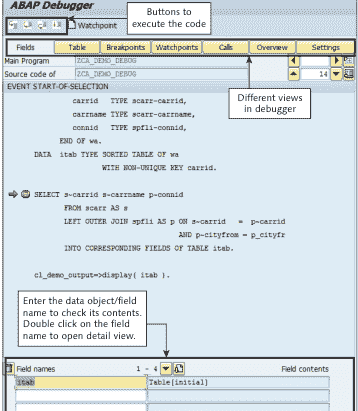 ABAP Debugger
Buttons to
execute the code
Watchpoint
Fields Table Breakpoints Watchpoints Calls Overview Settings
Main Program ZCA_DEMO_DEBUG
Source code of ZCA_DEMO_DEBUG 14
EVENT START-OF-SELECTION
Different views
in debugger
carrid TYPE scarr-carrid,
carrname TYPE scarr-carrname,
connid TYPE spfli-connid,
END OF wa.
DATA itab TYPE SORTED TABLE OF wa
WITH NON-UNIQUE KEY carrid.
SELECT s~carrid s~carrname p~connid
FROM scarr AS s
LEFT OUTER JOIN spfli AS p ON s~carrid = p~carrid
AND p~cityfrom = p_cityfr
INTO CORRESPONDING FIELDS OF TABLE itab.
cl_demo_output=>display( itab ).
Enter the data object/field
name to check its contents.
Double click on the field
name to open detail view.
Field names 1 - 4 Field contents
itab Table[initial]